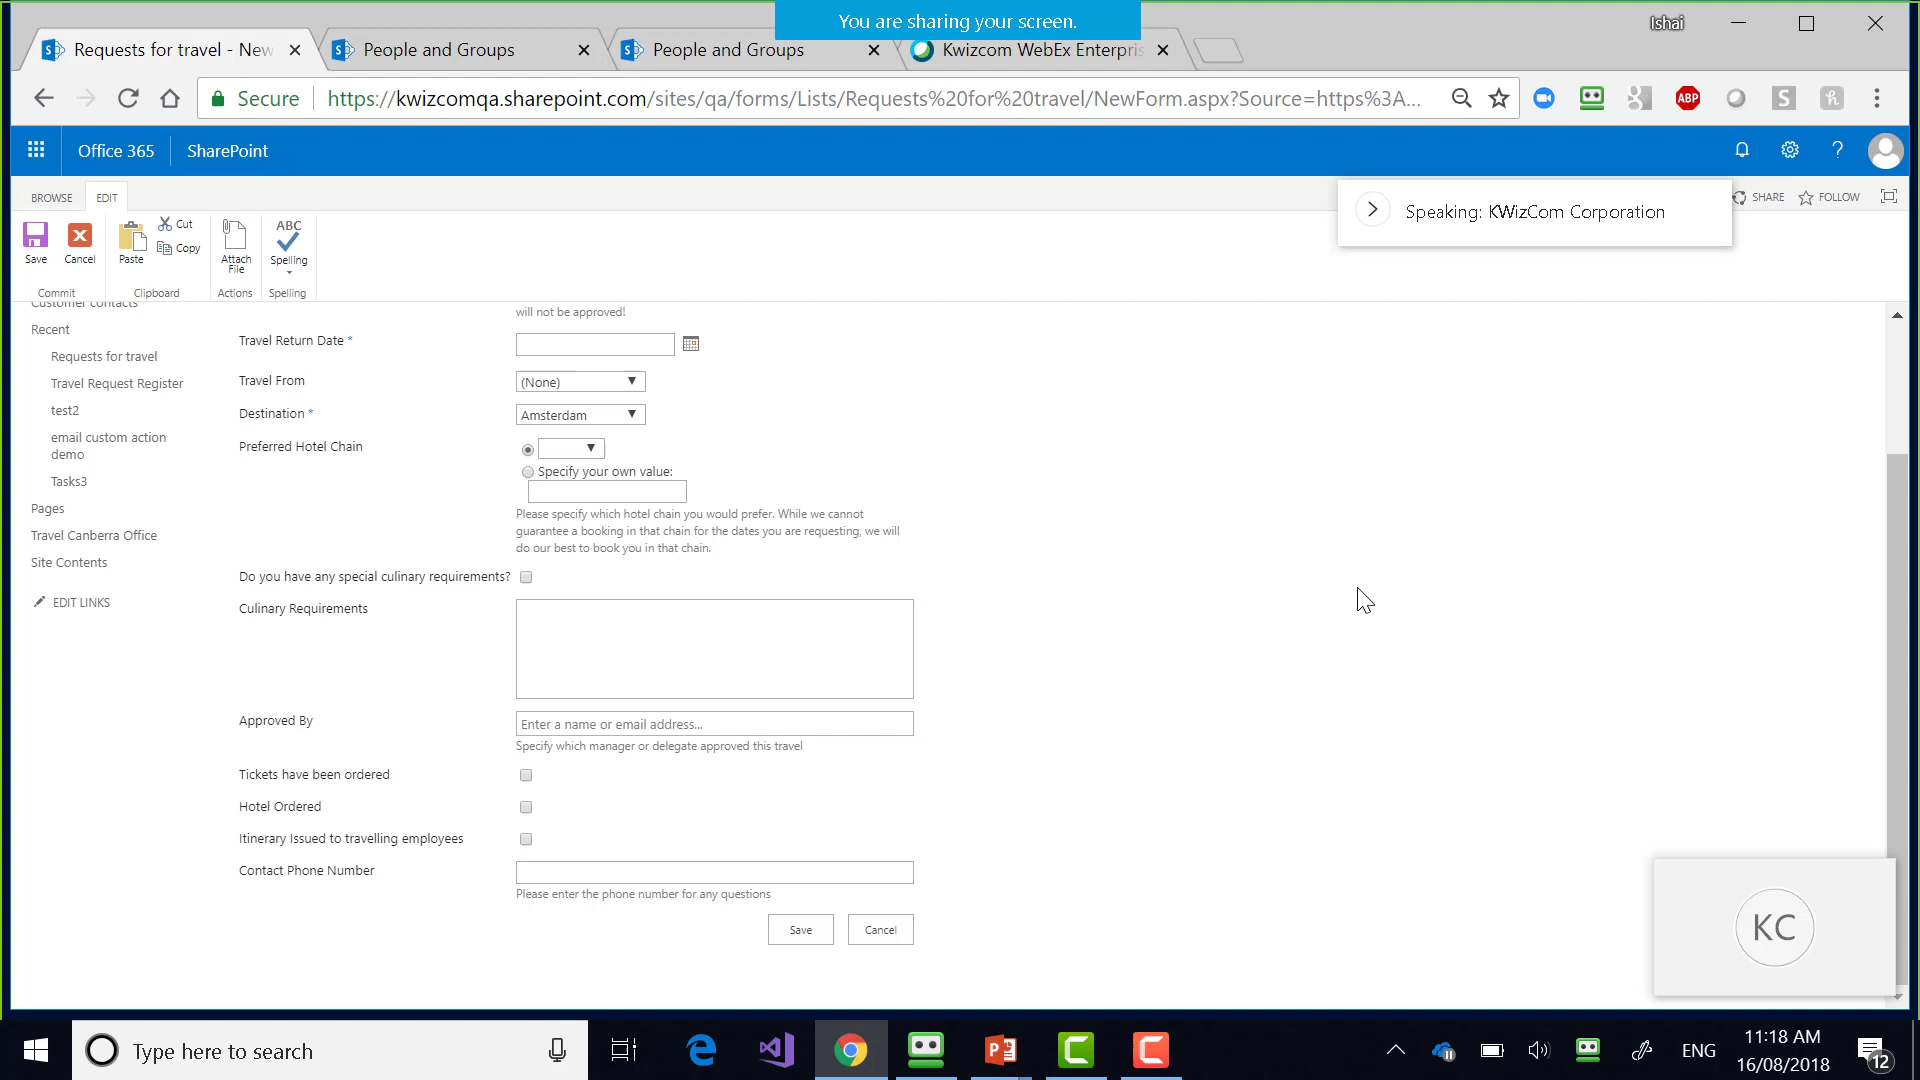 You are sharing your screen.
Ishai
Requests for travel - New
People and Groups
People and Groups
Kwizcom WebEx Enterpris
Secure
https://kwizcomqa.sharepoint.com/sites/qa/forms/Lists/Requests%20for%20travel/NewForm.aspx?Source=https%3A...
ABP
Office 365
SharePoint
BROWSE
EDIT
Speaking: KWizCom Corporation
SHARE
FOLLOW
Save
Cancel
Paste
Cut
Copy
Attach
File
ABC
Spelling
Commit
Clipboard
Actions
Spelling
Customer contacts
Recent
Requests for travel
Travel Request Register
test2
email custom action
demo
Tasks3
Pages
Travel Canberra Office
Site Contents
EDIT LINKS
will not be approved!
Travel Return Date *
Travel From
(None)
Destination *
Amsterdam
Preferred Hotel Chain
Specify your own value:
Please specify which hotel chain you would prefer. While we cannot
guarantee a booking in that chain for the dates you are requesting, we will
do our best to book you in that chain.
Do you have any special culinary requirements?
Culinary Requirements
Approved By
Enter a name or email address...
Specify which manager or delegate approved this travel
Tickets have been ordered
Hotel Ordered
Itinerary Issued to travelling employees
Contact Phone Number
Please enter the phone number for any questions
Save
Cancel
KC
Type here to search
ENG
11:18 AM
16/08/2018
12